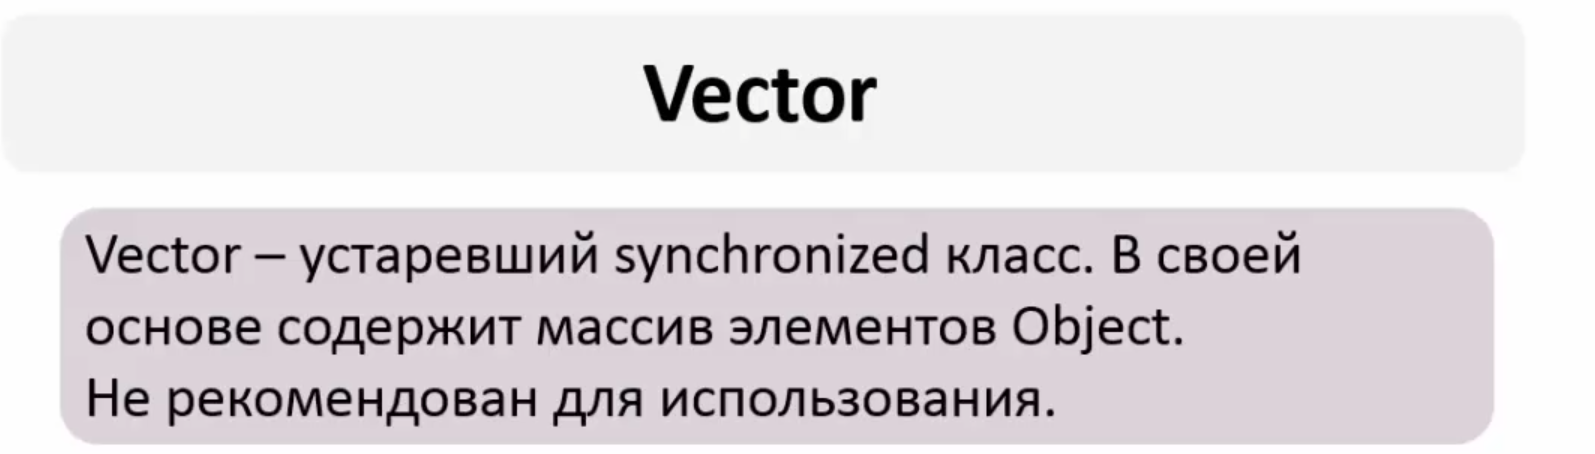 Vector
Vector – устаревший synchronized класс. В своей
основе содержит массив элементов Object.
Не рекомендован для использования.